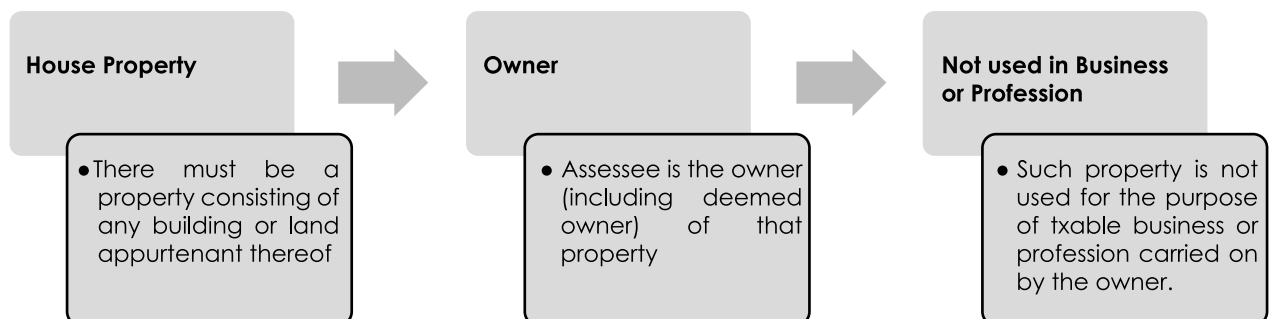 House Property
● There must be a
property consisting of
any building or land
appurtenant thereof
Owner
● Assessee is the owner
(including deemed
owner) of that
property
Not used in Business
or Profession
● Such property is not
used for the purpose
of txable business or
profession carried on
by the owner.